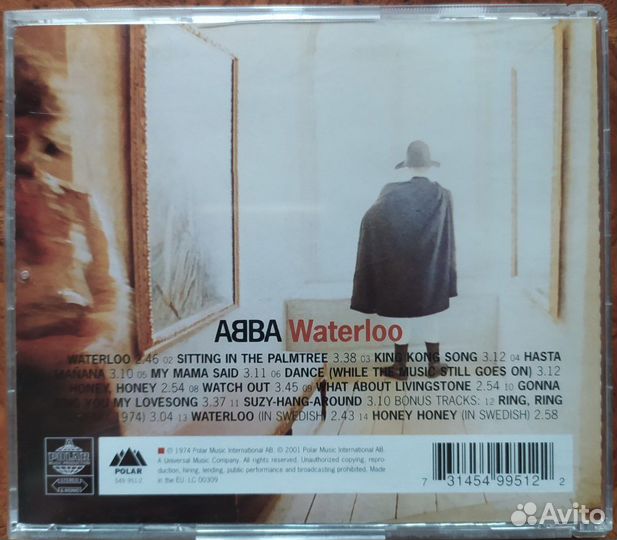 ABBA Waterloo
WATERLOO 2.46 02 SITTING IN THE PALMTREE 3.38 03 KING KONG SONG 3.12 04 HASTA
MAÑANA 3.10 05 MY MAMA SAID 3.11 06 DANCE (WHILE THE MUSIC STILL GOES ON) 3.12
HONEY, HONEY 2.54 08 WATCH OUT 3.45 09 WHAT ABOUT LIVINGSTONE 2.54 10 GONNA
YOU MY LOVESONG 3.37 11 SUZY-HANG-AROUND 3.10 BONUS TRACKS: 12 RING, RING
1974) 3.04 13 WATERLOO (IN SWEDISH) 2.43 14 HONEY HONEY (IN SWEDISH) 2.58
POLAR
POLAR
549 951-2
℗ 1974 Polar Music International AB. © 2001 Polar Music International AB.
A Universal Music Company. All rights reserved. Unauthorized copying, repro-
duction, hiring, lending, public performance and broadcasting prohibited. Made
in the EU. LC 00309
7 31454 99512 2
Avito